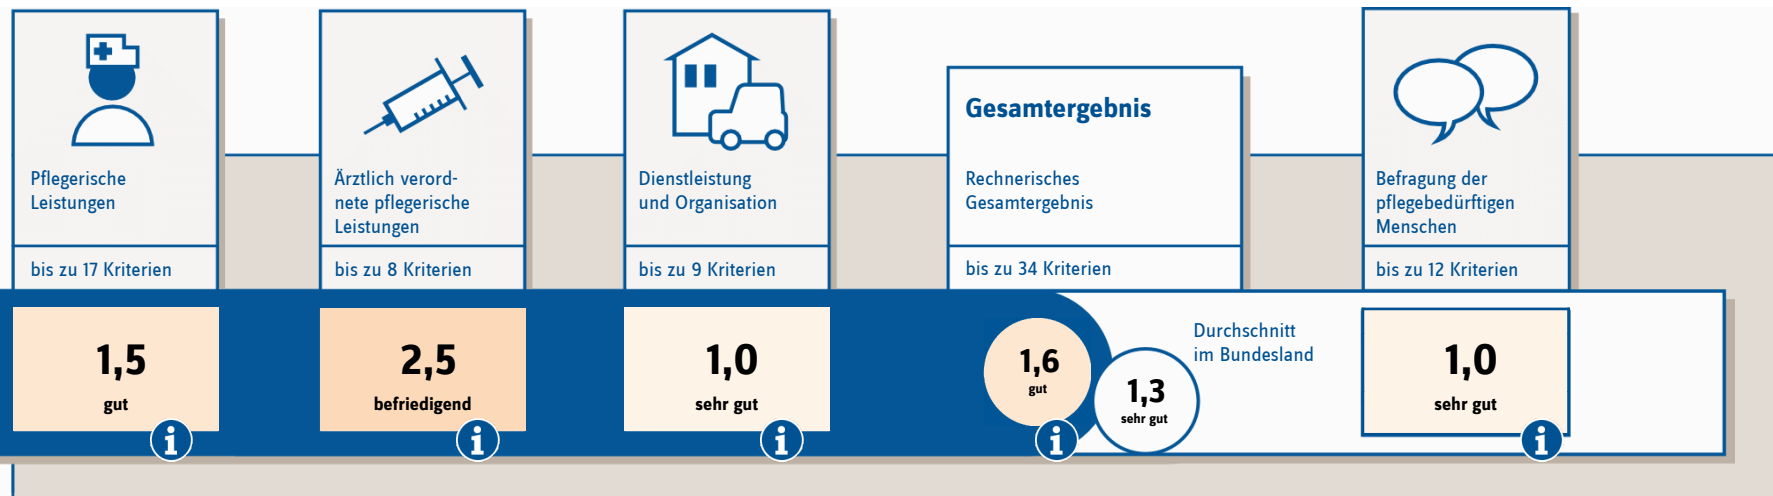 Pflegerische
Leistungen
bis zu 17 Kriterien
1,5
gut
i
Ärztlich verord-
nete pflegerische
Leistungen
bis zu 8 Kriterien
2,5
befriedigend
i
Dienstleistung
und Organisation
bis zu 9 Kriterien
1,0
sehr gut
i
Gesamtergebnis
Rechnerisches
Gesamtergebnis
bis zu 34 Kriterien
1,6
gut
i
1,3
sehr gut
Durchschnitt
im Bundesland
Befragung der
pflegebedürftigen
Menschen
bis zu 12 Kriterien
1,0
sehr gut
i